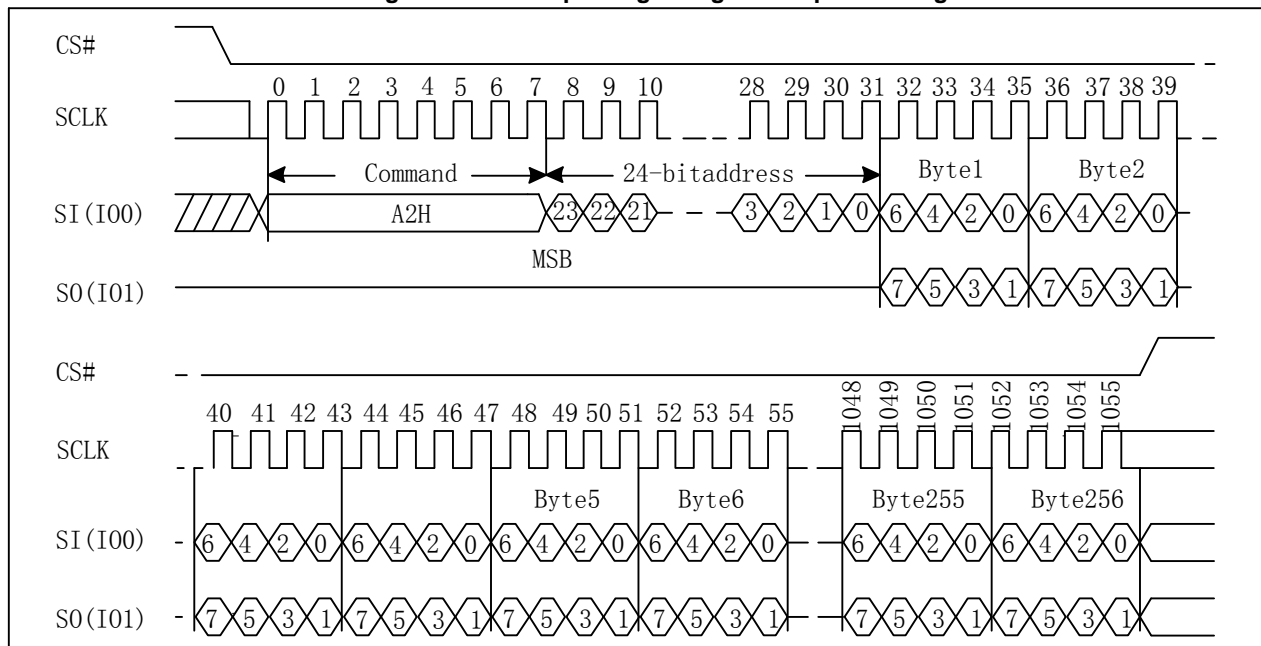 CS#
0 1 2 3 4 5 6 7 8 9 10 28 29 30 31 32 33 34 35 36 37 38 39
SCLK
Command 24-bitaddress Byte1 Byte2
SI(IO0) A2H 23 22 21 3 2 1 0 6 4 2 0 6 4 2 0
MSB
SO(IO1) 7 5 3 1 7 5 3 1
CS#
40 41 42 43 44 45 46 47 48 49 50 51 52 53 54 55 1048 1049 1050 1051 1052 1053 1054 1055
SCLK
Byte5 Byte6 Byte255 Byte256
SI(IO0) 6 4 2 0 6 4 2 0 6 4 2 0 6 4 2 0 6 4 2 0 6 4 2 0
SO(IO1) 7 5 3 1 7 5 3 1 7 5 3 1 7 5 3 1 7 5 3 1 7 5 3 1